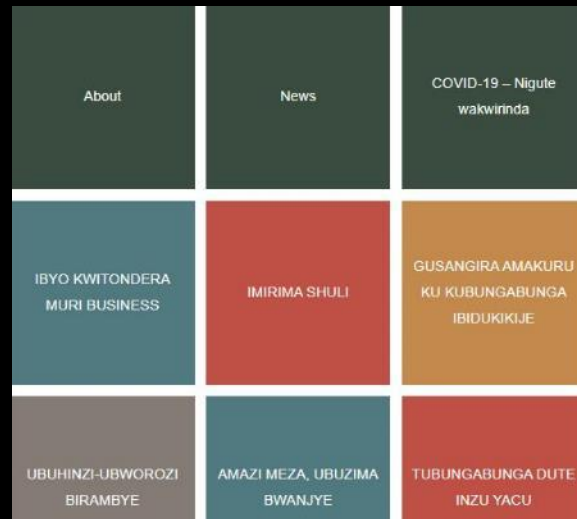 About
News
COVID-19 – Nigute
wakwirinda
IBYO KWITONDERA
MURI BUSINESS
IMIRIMA SHULI
GUSANGIRA AMAKURU
KU KUBUNGABUNGA
IBIDUKIKIJE
UBUHINZI-UBWOROZI
BIRAMBYE
AMAZI MEZA, UBUZIMA
BWANJYE
TUBUNGABUNGA DUTE
INZU YACU